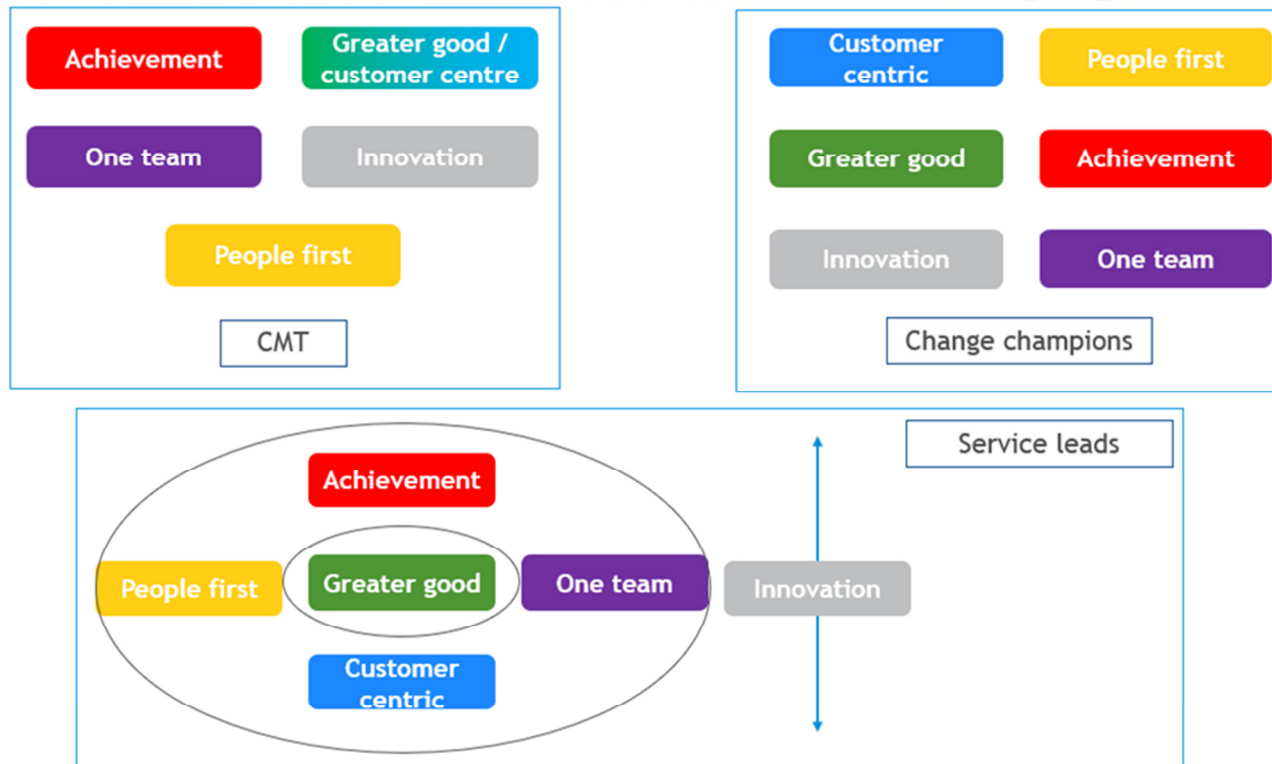 Achievement
Greater good /
customer centre
One team
Innovation
People first
CMT
Customer
centric
People first
Greater good
Achievement
Innovation
One team
Change champions
Service leads
Achievement
People first
Greater good
One team
Innovation
Customer
centric